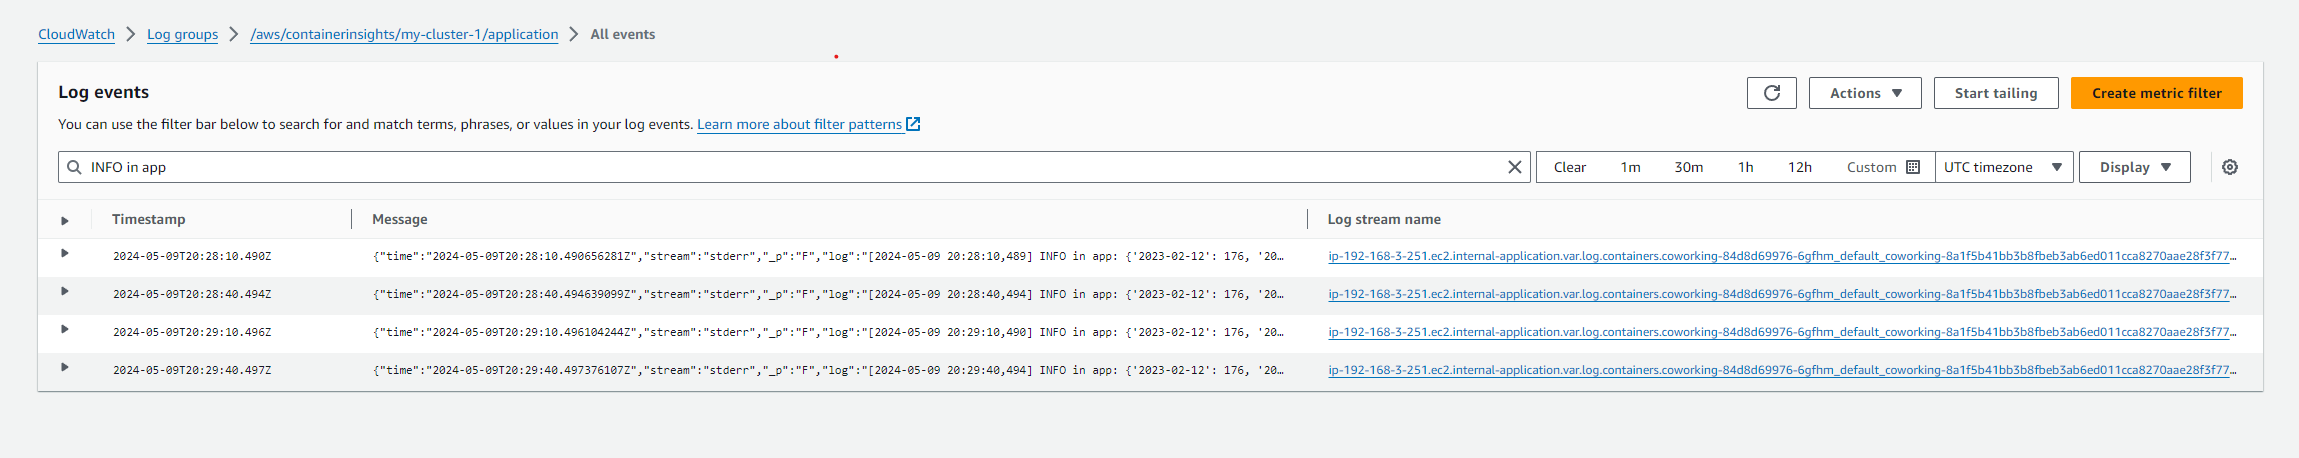 CloudWatch > Log groups > /aws/containerinsights/my-cluster-1/application > All events
Log events
Actions ▼ Start tailing Create metric filter
You can use the filter bar below to search for and match terms, phrases, or values in your log events. Learn more about filter patterns
INFO in app Clear 1m 30m 1h 12h Custom UTC timezone ▼ Display ▼
Timestamp Message Log stream name
2024-05-09T20:28:10.490Z {"time":"2024-05-09T20:28:10.490656281Z","stream":"stderr","_p":"F","log":"[2024-05-09 20:28:10,489] INFO in app: {'2023-02-12': 176, '20… ip-192-168-3-251.ec2.internal-application.var.log.containers.coworking-84d8d69976-6gfhm_default_coworking-8a1f5b41bb3b8fbeb3ab6ed011cca8270aae28f3f77…
2024-05-09T20:28:40.494Z {"time":"2024-05-09T20:28:40.494639099Z","stream":"stderr","_p":"F","log":"[2024-05-09 20:28:40,494] INFO in app: {'2023-02-12': 176, '20… ip-192-168-3-251.ec2.internal-application.var.log.containers.coworking-84d8d69976-6gfhm_default_coworking-8a1f5b41bb3b8fbeb3ab6ed011cca8270aae28f3f77…
2024-05-09T20:29:10.496Z {"time":"2024-05-09T20:29:10.496104244Z","stream":"stderr","_p":"F","log":"[2024-05-09 20:29:10,490] INFO in app: {'2023-02-12': 176, '20… ip-192-168-3-251.ec2.internal-application.var.log.containers.coworking-84d8d69976-6gfhm_default_coworking-8a1f5b41bb3b8fbeb3ab6ed011cca8270aae28f3f77…
2024-05-09T20:29:40.497Z {"time":"2024-05-09T20:29:40.497376107Z","stream":"stderr","_p":"F","log":"[2024-05-09 20:29:40,494] INFO in app: {'2023-02-12': 176, '20… ip-192-168-3-251.ec2.internal-application.var.log.containers.coworking-84d8d69976-6gfhm_default_coworking-8a1f5b41bb3b8fbeb3ab6ed011cca8270aae28f3f77…